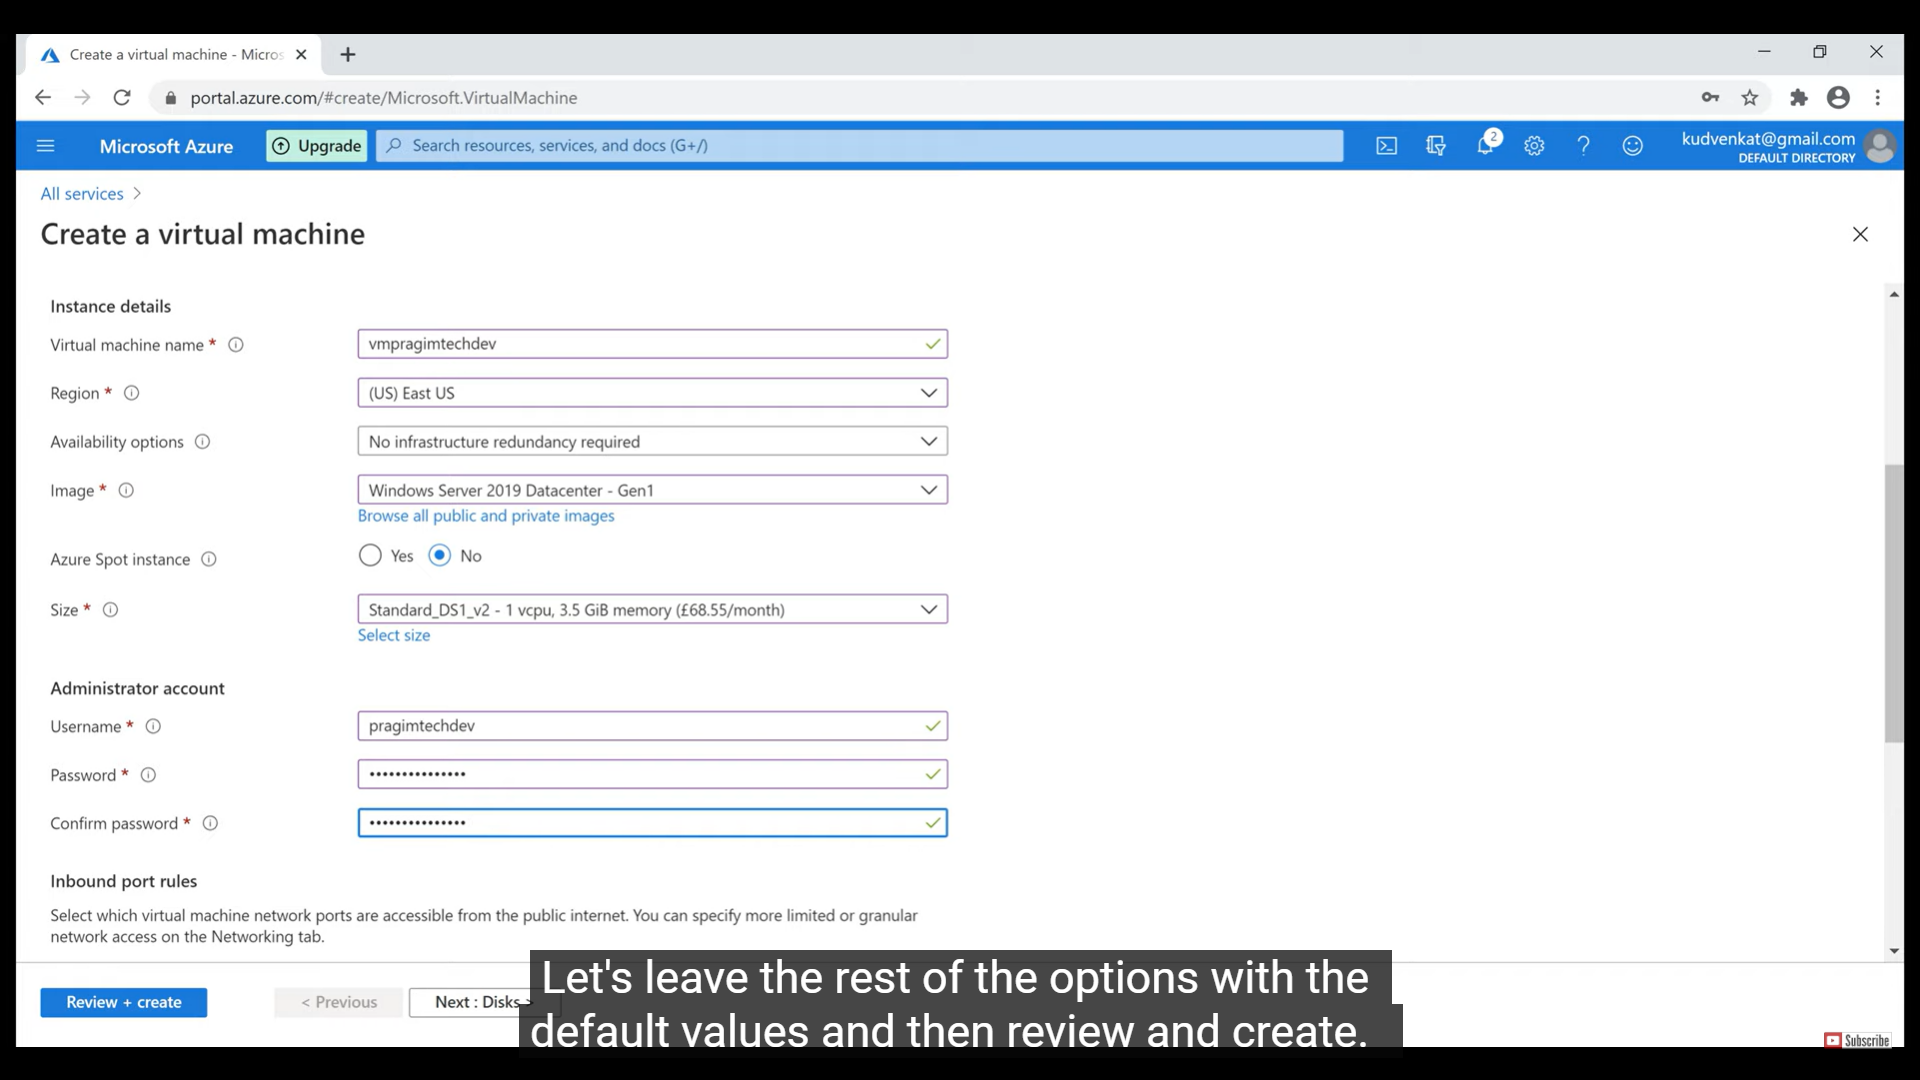 Create a virtual machine - Micros
portal.azure.com/#create/Microsoft.VirtualMachine
Microsoft Azure
Upgrade
Search resources, services, and docs (G+/)
2
kudvenkat@gmail.com
DEFAULT DIRECTORY
All services >
Create a virtual machine
Instance details
Virtual machine name * vmpragimtechdev
Region * (US) East US
Availability options No infrastructure redundancy required
Image * Windows Server 2019 Datacenter - Gen1
Browse all public and private images
Azure Spot instance Yes No
Size * Standard_DS1_v2 - 1 vcpu, 3.5 GiB memory (£68.55/month)
Select size
Administrator account
Username * pragimtechdev
Password * •••••••••••••••
Confirm password * •••••••••••••••
Inbound port rules
Select which virtual machine network ports are accessible from the public internet. You can specify more limited or granular
network access on the Networking tab.
Review + create < Previous Next : Disks >
Let's leave the rest of the options with the
default values and then review and create.
Subscribe